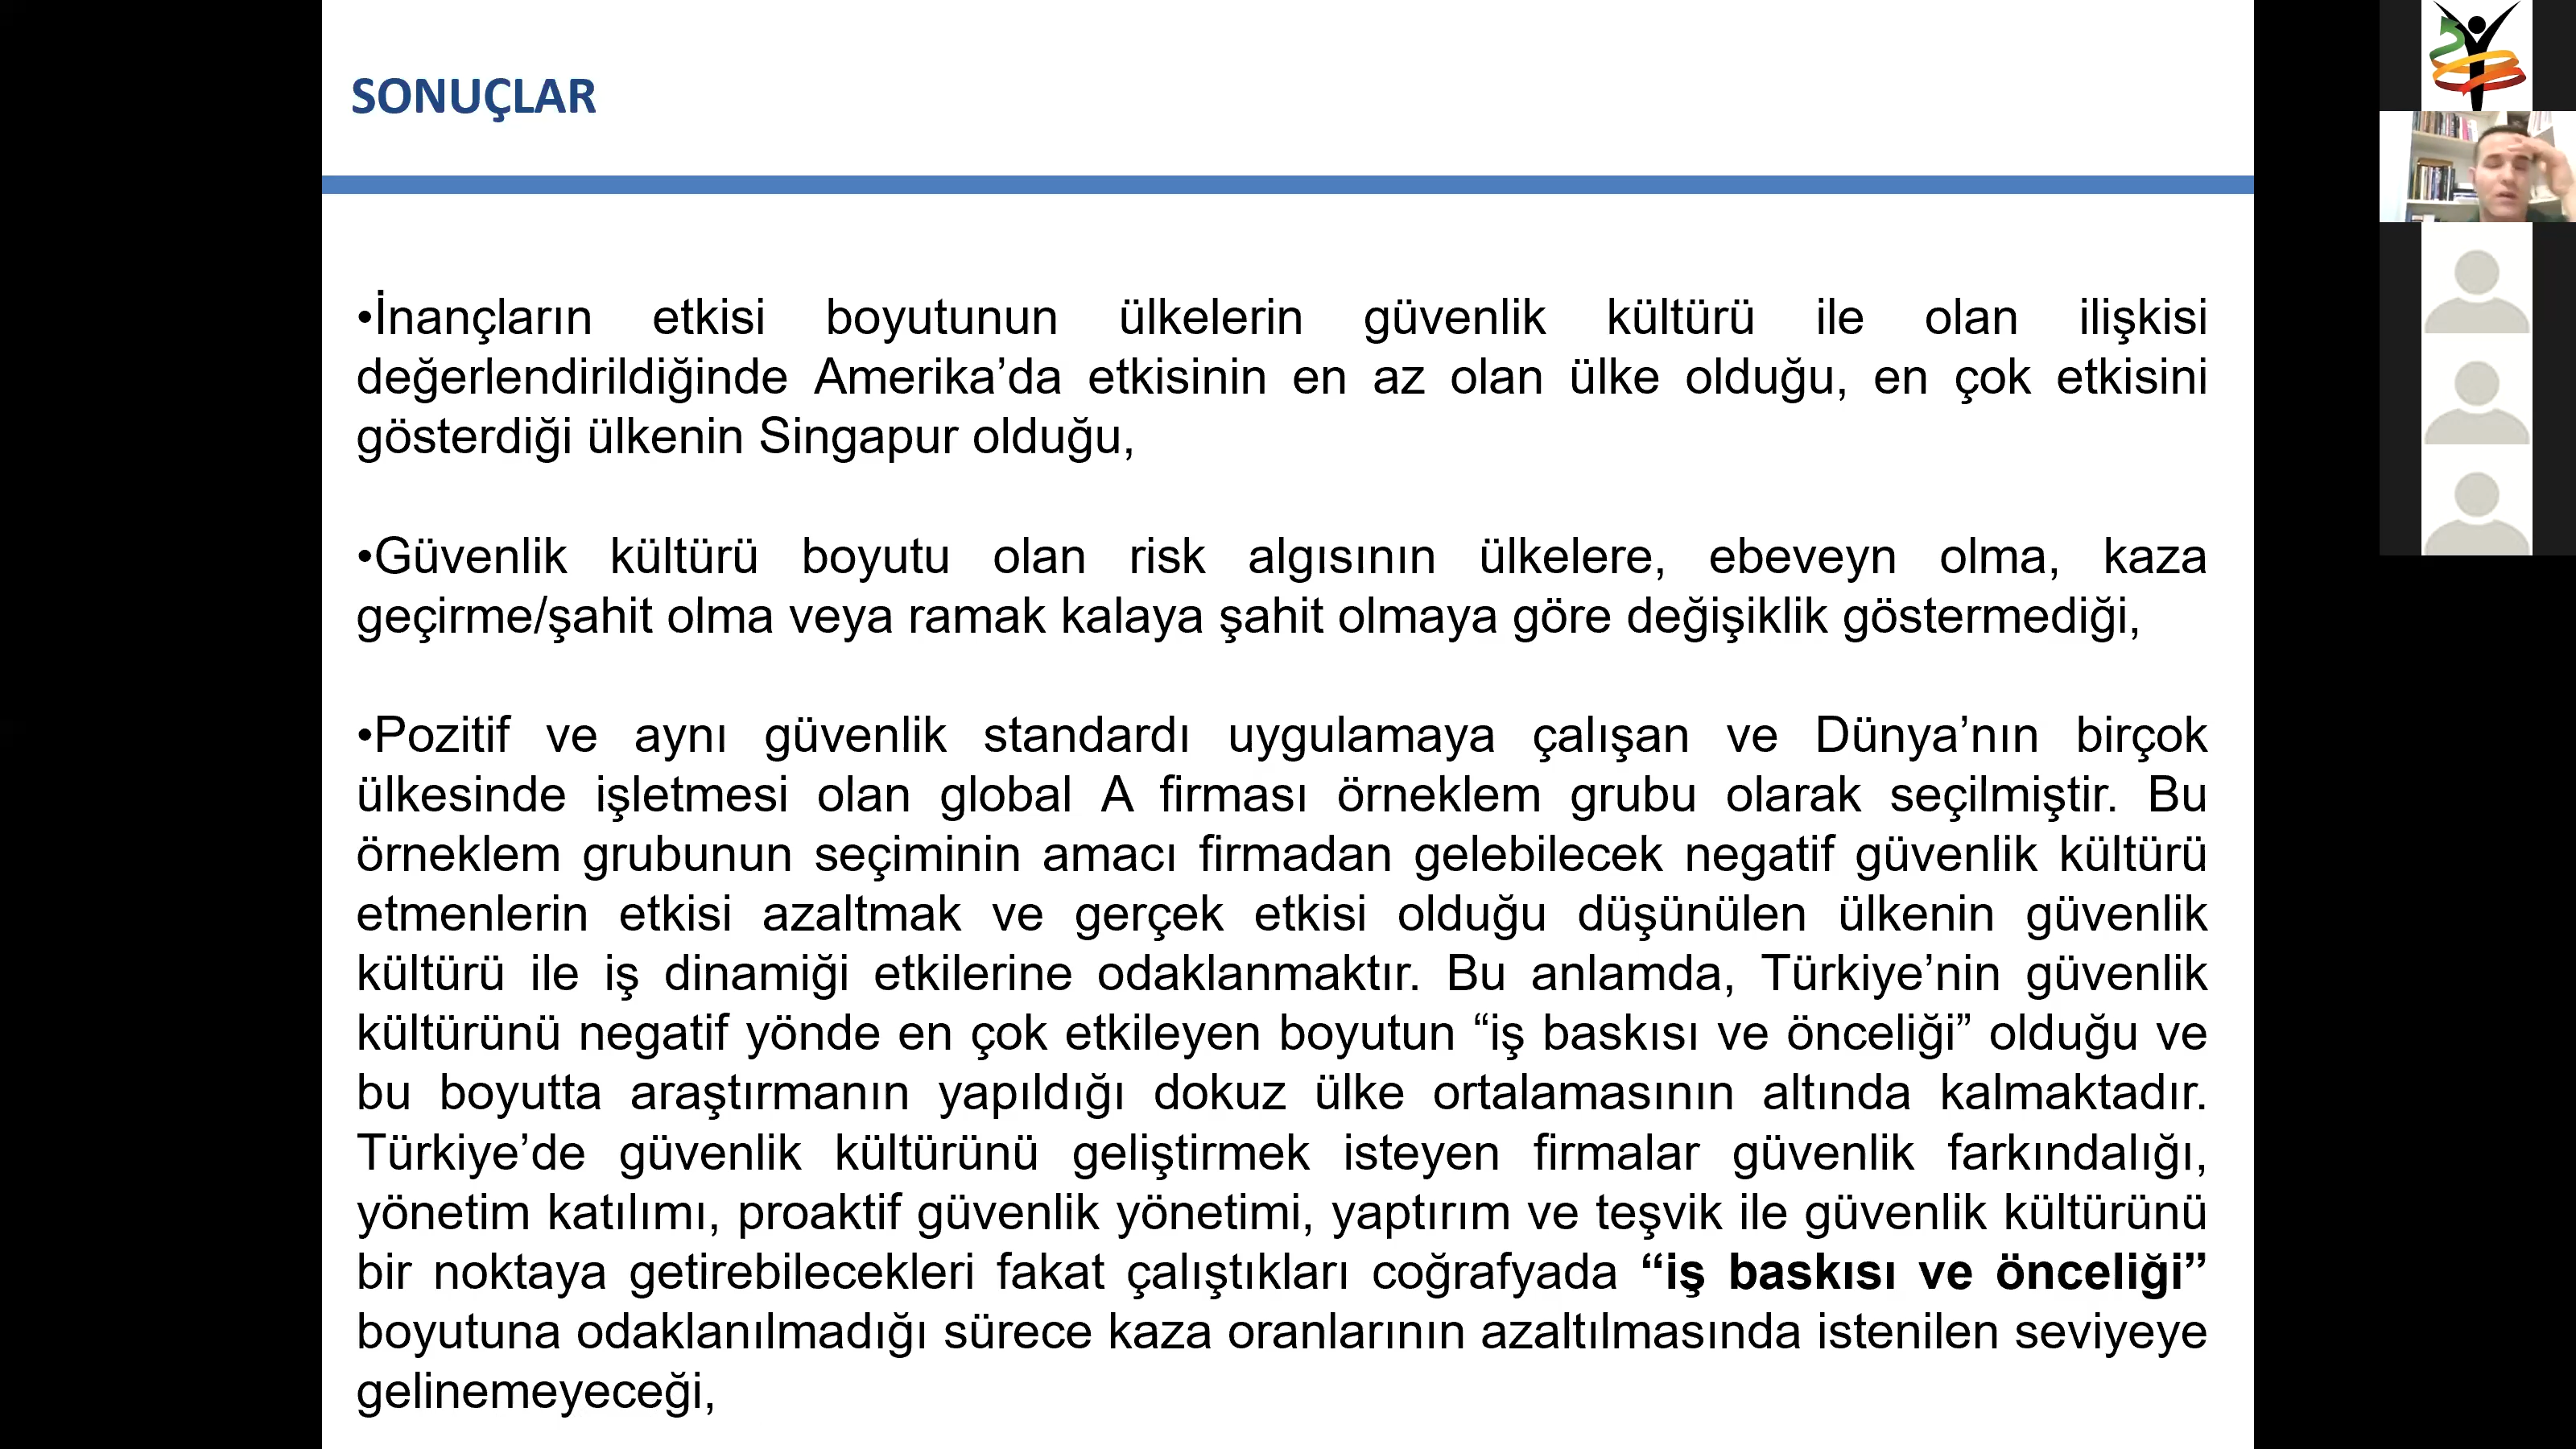 SONUÇLAR
•İnançların etkisi boyutunun ülkelerin güvenlik kültürü ile olan ilişkisi
değerlendirildiğinde Amerika’da etkisinin en az olan ülke olduğu, en çok etkisini
gösterdiği ülkenin Singapur olduğu,
•Güvenlik kültürü boyutu olan risk algısının ülkelere, ebeveyn olma, kaza
geçirme/şahit olma veya ramak kalaya şahit olmaya göre değişiklik göstermediği,
•Pozitif ve aynı güvenlik standardı uygulamaya çalışan ve Dünya’nın birçok
ülkesinde işletmesi olan global A firması örneklem grubu olarak seçilmiştir. Bu
örneklem grubunun seçiminin amacı firmadan gelebilecek negatif güvenlik kültürü
etmenlerin etkisi azaltmak ve gerçek etkisi olduğu düşünülen ülkenin güvenlik
kültürü ile iş dinamiği etkilerine odaklanmaktır. Bu anlamda, Türkiye’nin güvenlik
kültürünü negatif yönde en çok etkileyen boyutun “iş baskısı ve önceliği” olduğu ve
bu boyutta araştırmanın yapıldığı dokuz ülke ortalamasının altında kalmaktadır.
Türkiye’de güvenlik kültürünü geliştirmek isteyen firmalar güvenlik farkındalığı,
yönetim katılımı, proaktif güvenlik yönetimi, yaptırım ve teşvik ile güvenlik kültürünü
bir noktaya getirebilecekleri fakat çalıştıkları coğrafyada “iş baskısı ve önceliği”
boyutuna odaklanılmadığı sürece kaza oranlarının azaltılmasında istenilen seviyeye
gelinemeyeceği,